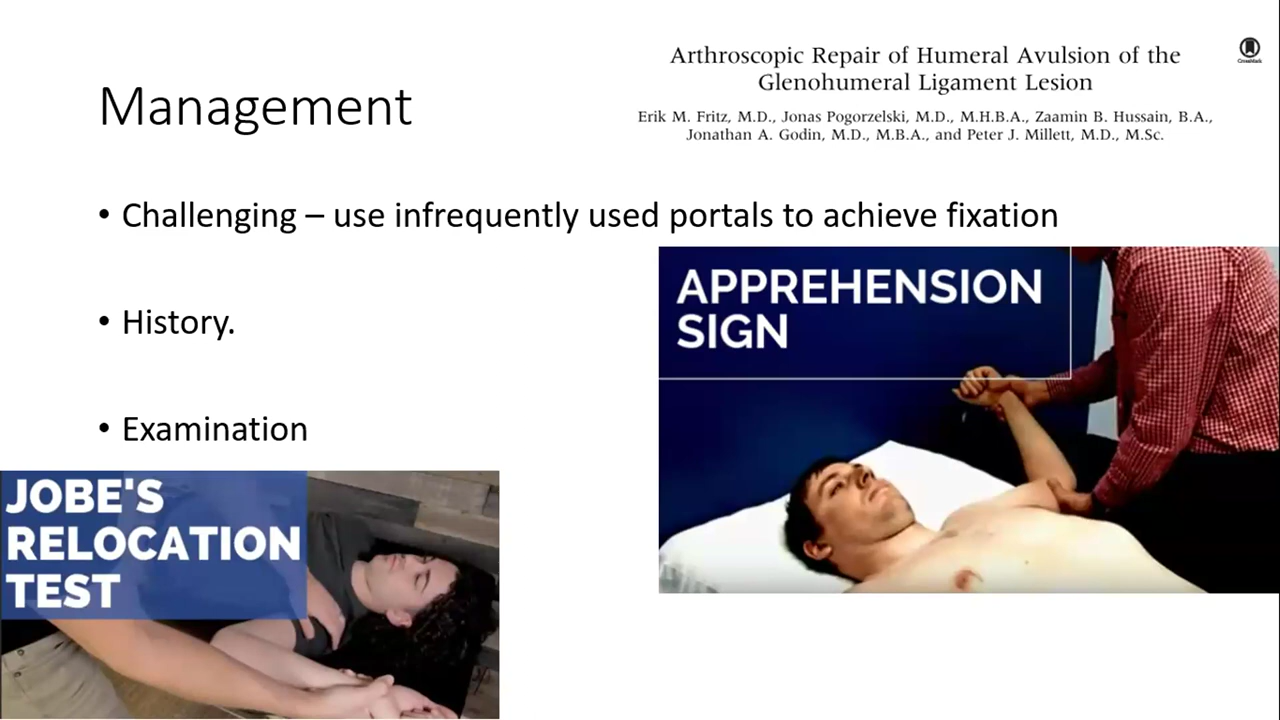 Management
Arthroscopic Repair of Humeral Avulsion of the
Glenohumeral Ligament Lesion
Erik M. Fritz, M.D., Jonas Pogorzelski, M.D., M.H.B.A., Zaamin B. Hussain, B.A.,
Jonathan A. Godin, M.D., M.B.A., and Peter J. Millett, M.D., M.Sc.
CrossMark
• Challenging – use infrequently used portals to achieve fixation
• History.
• Examination
APPREHENSION
SIGN
JOBE'S
RELOCATION
TEST